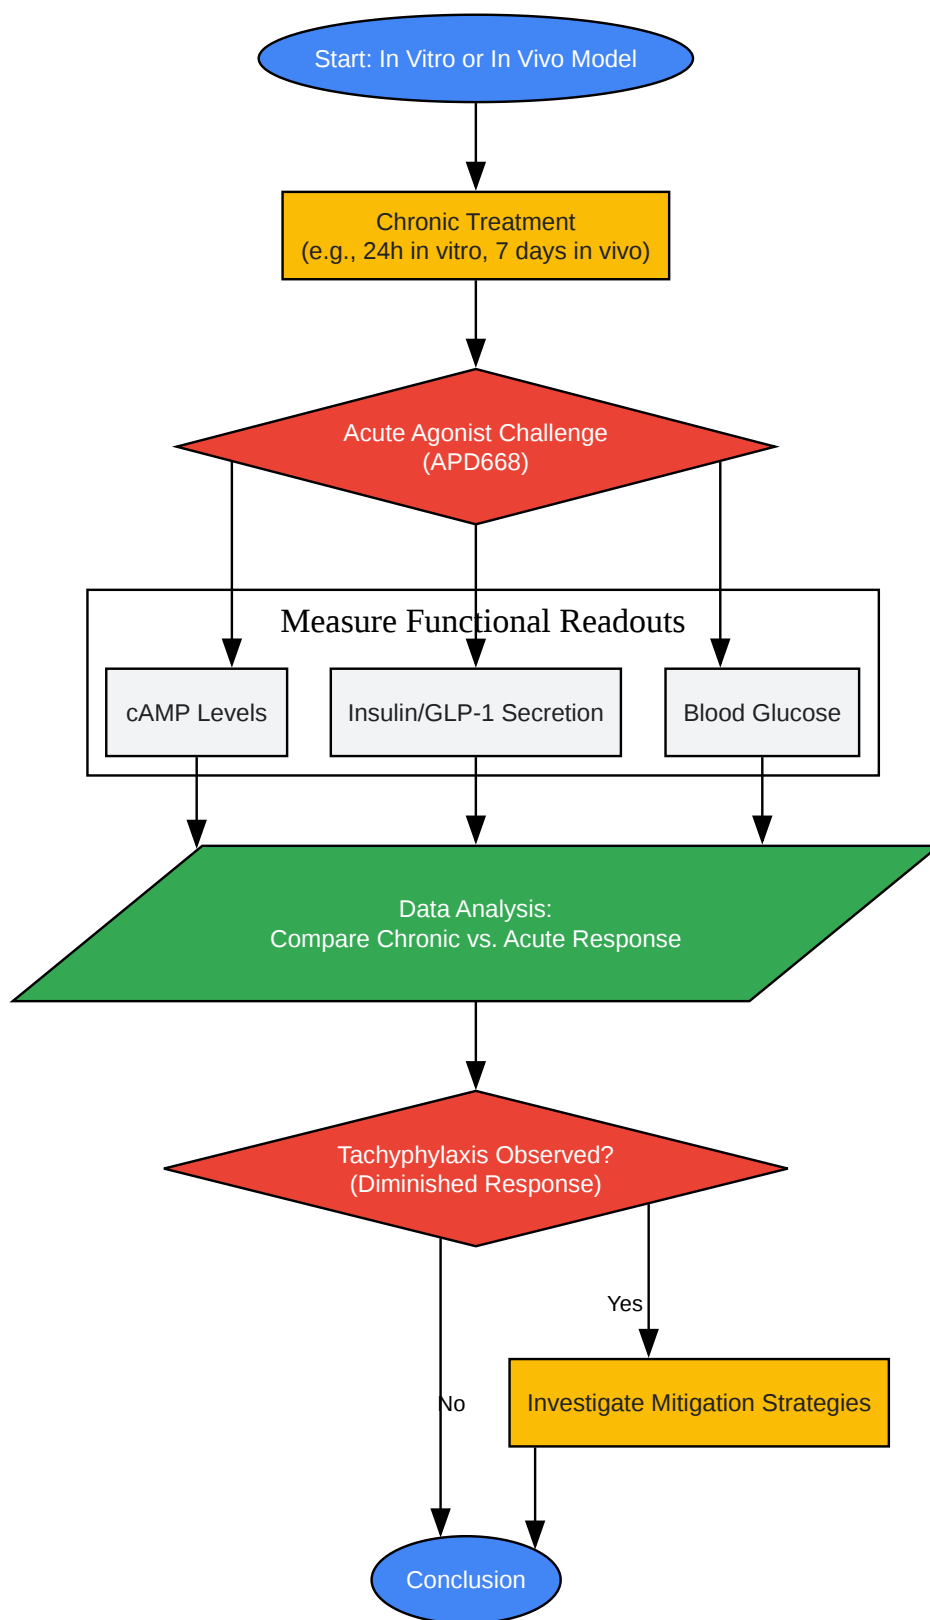 Start: In Vitro or In Vivo Model
Chronic Treatment
(e.g., 24h in vitro, 7 days in vivo)
Acute Agonist Challenge
(APD668)
Measure Functional Readouts
cAMP Levels
Insulin/GLP-1 Secretion
Blood Glucose
Data Analysis:
Compare Chronic vs. Acute Response
Tachyphylaxis Observed?
(Diminished Response)
Yes
No
Investigate Mitigation Strategies
Conclusion